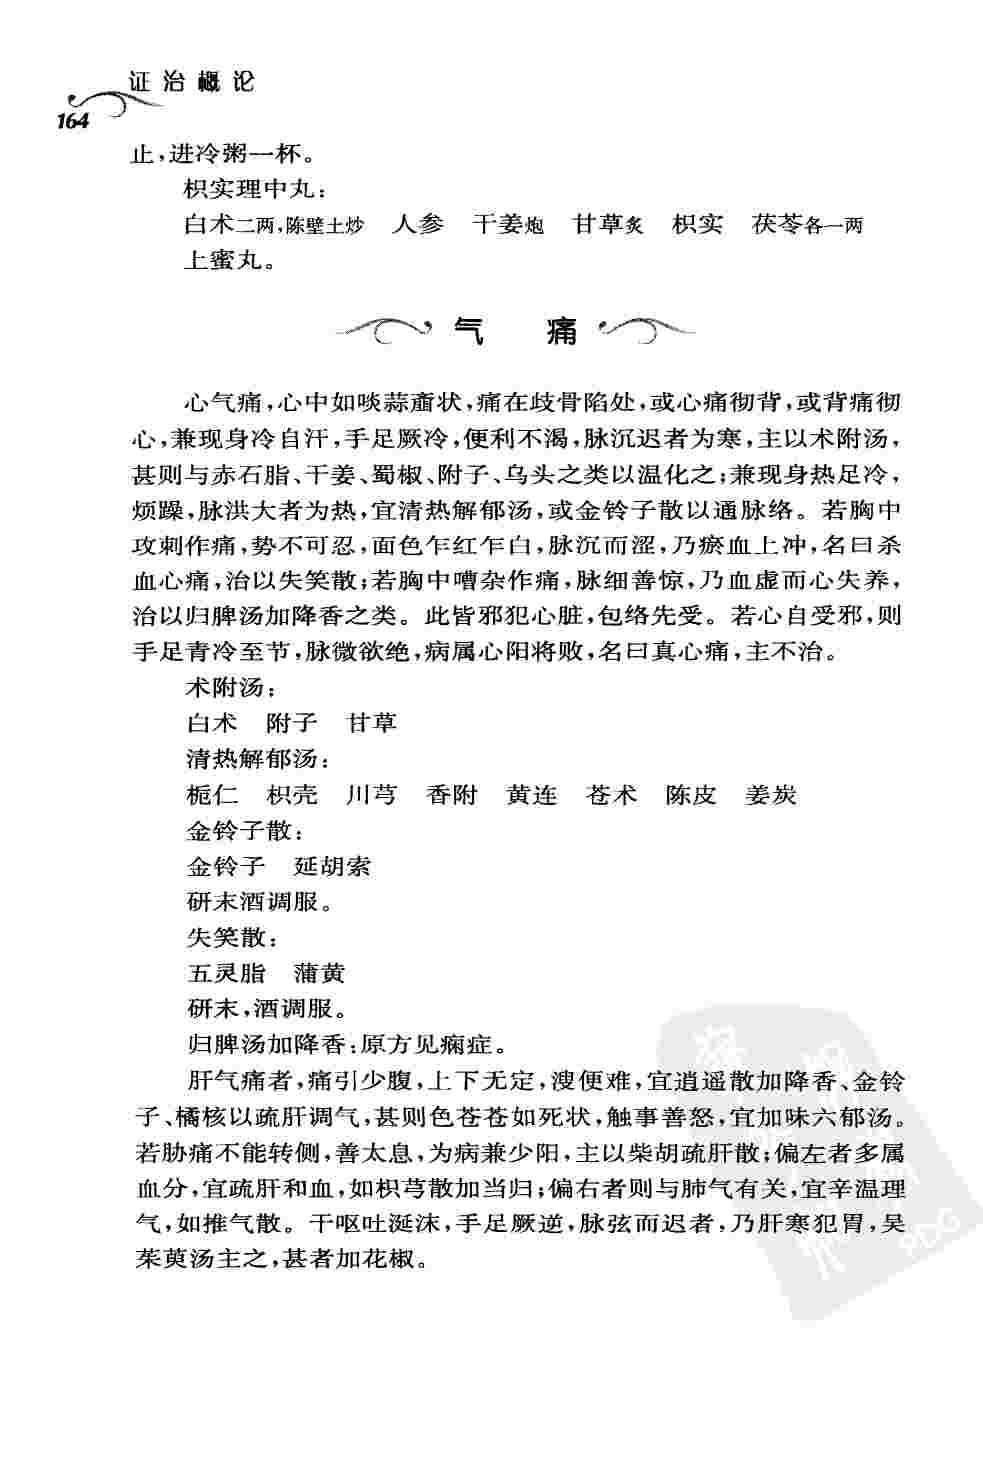 证治概论
164
止，进冷粥一杯。
枳实理中丸：
白术二两，陈壁土炒　人参　干姜炮　甘草炙　枳实　茯苓各一两
上蜜丸。
气　痛
心气痛，心中如啖蒜齑状，痛在歧骨陷处，或心痛彻背，或背痛彻
心，兼现身冷自汗，手足厥冷，便利不渴，脉沉迟者为寒，主以术附汤，
甚则与赤石脂、干姜、蜀椒、附子、乌头之类以温化之；兼现身热足冷，
烦躁，脉洪大者为热，宜清热解郁汤，或金铃子散以通脉络。若胸中
攻刺作痛，势不可忍，面色乍红乍白，脉沉而涩，乃瘀血上冲，名曰杀
血心痛，治以失笑散；若胸中嘈杂作痛，脉细善惊，乃血虚而心失养，
治以归脾汤加降香之类。此皆邪犯心脏，包络先受。若心自受邪，则
手足青冷至节，脉微欲绝，病属心阳将败，名曰真心痛，主不治。
术附汤：
白术　附子　甘草
清热解郁汤：
栀仁　枳壳　川芎　香附　黄连　苍术　陈皮　姜炭
金铃子散：
金铃子　延胡索
研末酒调服。
失笑散：
五灵脂　蒲黄
研末，酒调服。
归脾汤加降香：原方见痫症。
肝气痛者，痛引少腹，上下无定，溲便难，宜逍遥散加降香、金铃
子、橘核以疏肝调气，甚则色苍苍如死状，触事善怒，宜加味六郁汤。
若胁痛不能转侧，善太息，为病兼少阳，主以柴胡疏肝散；偏左者多属
血分，宜疏肝和血，如枳芎散加当归；偏右者则与肺气有关，宜辛温理
气，如推气散。干呕吐涎沫，手足厥逆，脉弦而迟者，乃肝寒犯胃，吴
茱萸汤主之，甚者加花椒。
PDG